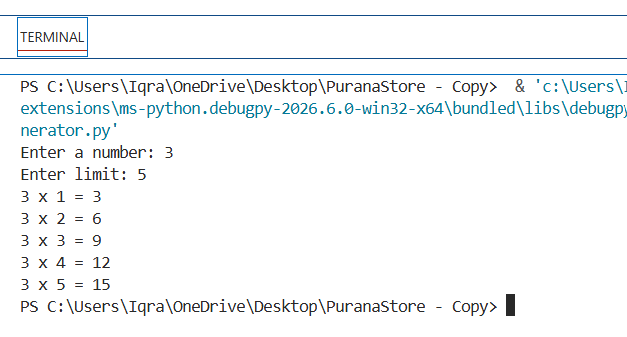 TERMINAL
PS C:\Users\Iqra\OneDrive\Desktop\PuranaStore - Copy>  & 'c:\Users\I
extensions\ms-python.debugpy-2026.6.0-win32-x64\bundled\libs\debugpy
nerator.py'
Enter a number: 3
Enter limit: 5
3 x 1 = 3
3 x 2 = 6
3 x 3 = 9
3 x 4 = 12
3 x 5 = 15
PS C:\Users\Iqra\OneDrive\Desktop\PuranaStore - Copy>